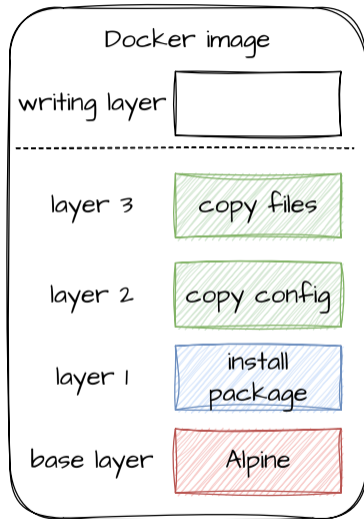 Docker image
writing layer
layer 3 copy files
layer 2 copy config
layer 1 install
package
base layer Alpine